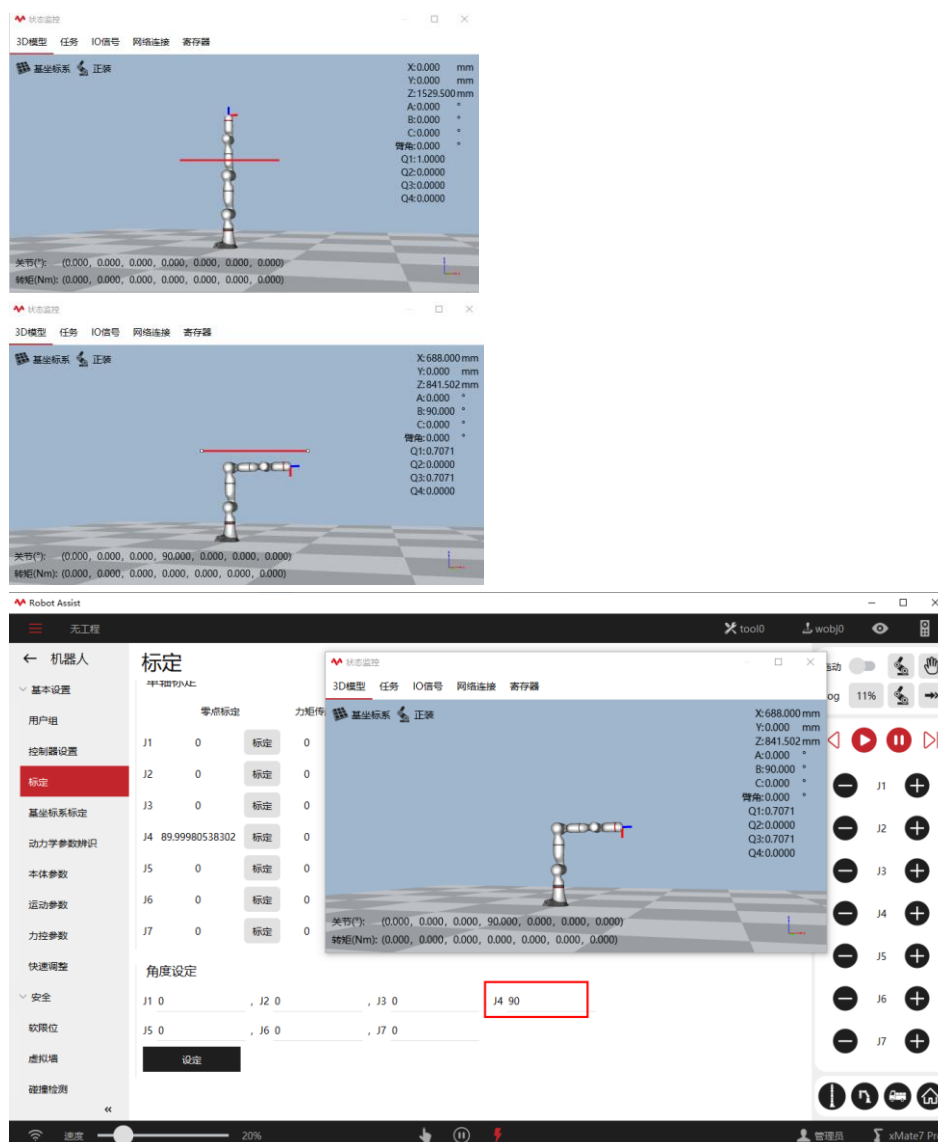 状态监控
3D模型 任务 IO信号 网络连接 寄存器
基坐标系 正装
X:0.000 mm
Y:0.000 mm
Z:1529.500 mm
A:0.000 °
B:0.000 °
C:0.000 °
臂角:0.000 °
Q1:1.0000
Q2:0.0000
Q3:0.0000
Q4:0.0000
关节(°): (0.000, 0.000, 0.000, 0.000, 0.000, 0.000, 0.000)
转矩(Nm): (0.000, 0.000, 0.000, 0.000, 0.000, 0.000, 0.000)
状态监控
3D模型 任务 IO信号 网络连接 寄存器
基坐标系 正装
X:688.000 mm
Y:0.000 mm
Z:841.502 mm
A:0.000 °
B:90.000 °
C:0.000 °
臂角:0.000 °
Q1:0.7071
Q2:0.0000
Q3:0.7071
Q4:0.0000
关节(°): (0.000, 0.000, 0.000, 90.000, 0.000, 0.000, 0.000)
转矩(Nm): (0.000, 0.000, 0.000, 0.000, 0.000, 0.000, 0.000)
Robot Assist
无工程 tool0 wobj0
机器人
基本设置
用户组
控制器设置
标定
基坐标系标定
动力学参数辨识
本体参数
运动参数
力控参数
快速调整
安全
软限位
虚拟墙
碰撞检测
«
标定
单轴标定
零点标定 力矩传
J1 0 标定 0
J2 0 标定 0
J3 0 标定 0
J4 89.99980538302 标定 0
J5 0 标定 0
J6 0 标定 0
J7 0 标定 0
角度设定
J1 0 , J2 0 , J3 0 J4 90
J5 0 , J6 0 , J7 0
设定
状态监控
3D模型 任务 IO信号 网络连接 寄存器
基坐标系 正装
X:688.000 mm
Y:0.000 mm
Z:841.502 mm
A:0.000 °
B:90.000 °
C:0.000 °
臂角:0.000 °
Q1:0.7071
Q2:0.0000
Q3:0.7071
Q4:0.0000
关节(°): (0.000, 0.000, 0.000, 90.000, 0.000, 0.000, 0.000)
转矩(Nm): (0.000, 0.000, 0.000, 0.000, 0.000, 0.000, 0.000)
动
og 11%
J1
J2
J3
J4
J5
J6
J7
速度 20% 管理员 xMate7 Pr